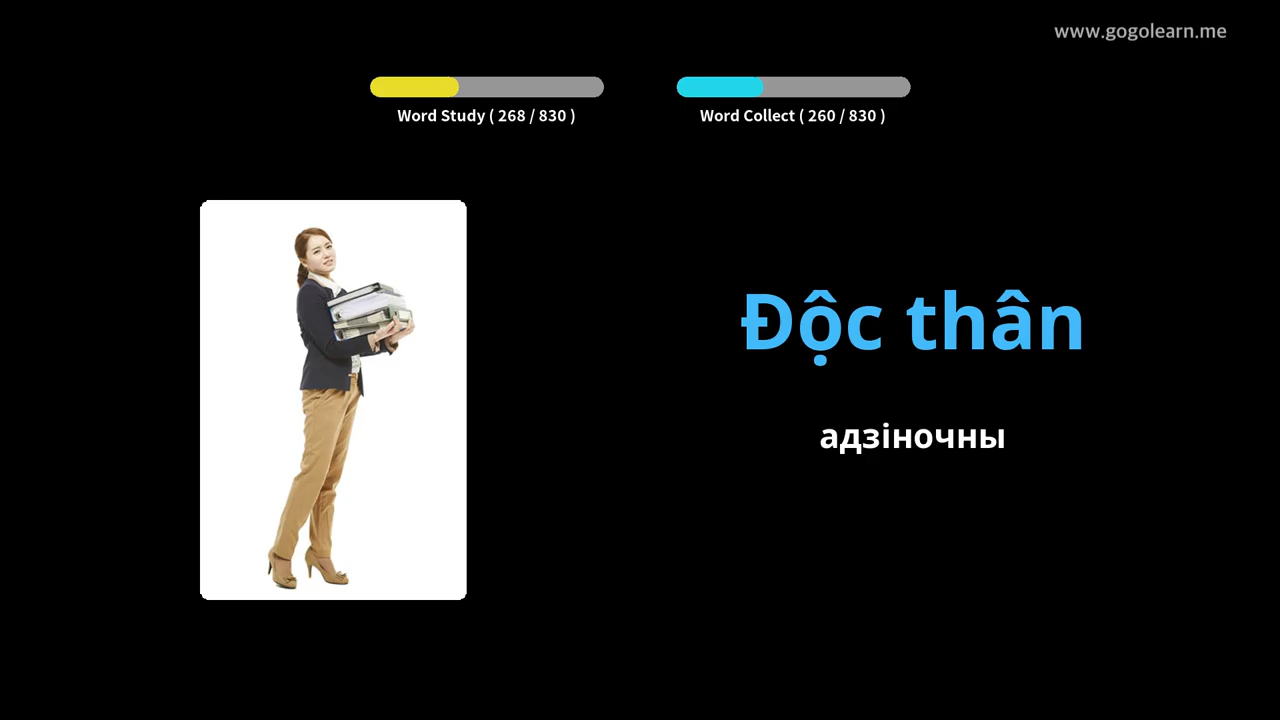 www.gogolearn.me
Word Study ( 268 / 830 )
Word Collect ( 260 / 830 )
Độc thân
адзіночны